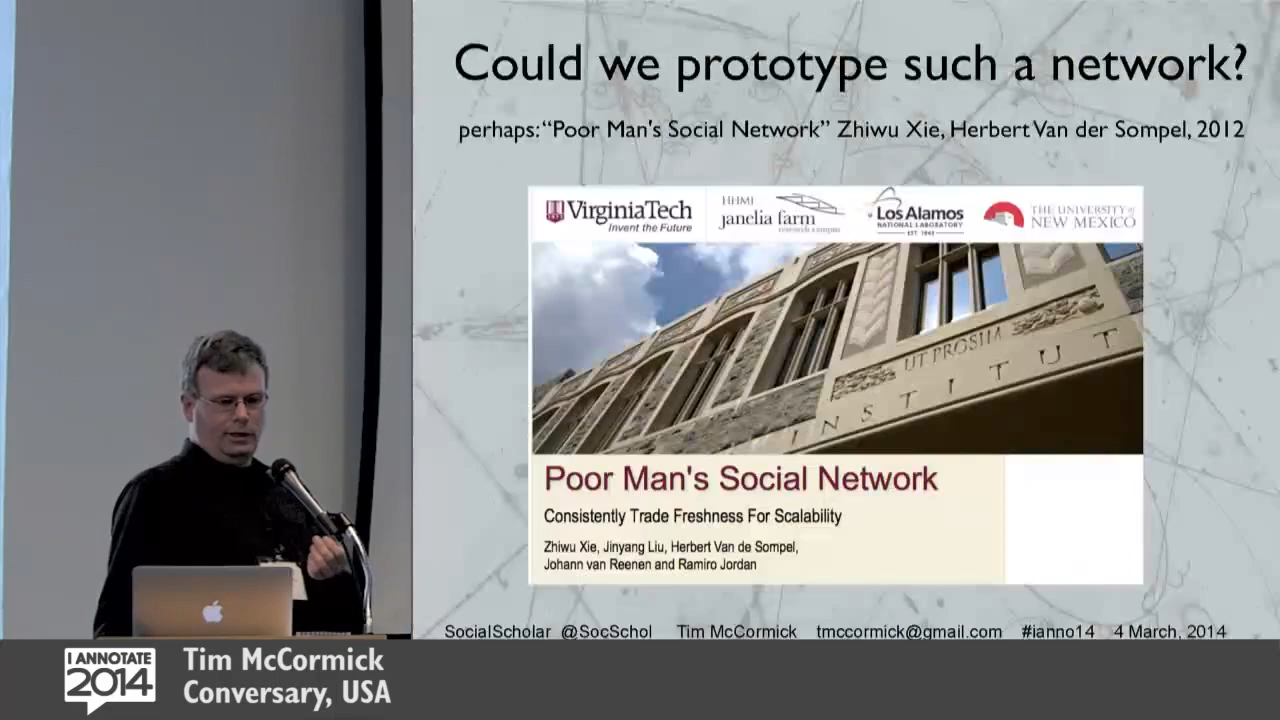 Could we prototype such a network?
perhaps: “Poor Man's Social Network” Zhiwu Xie, Herbert Van der Sompel, 2012
VirginiaTech
Invent the Future
HHMI
janelia farm
research campus
Los Alamos
NATIONAL LABORATORY
EST. 1943
THE UNIVERSITY of
NEW MEXICO
UT PROSIM
INSTITUT
Poor Man's Social Network
Consistently Trade Freshness For Scalability
Zhiwu Xie, Jinyang Liu, Herbert Van de Sompel,
Johann van Reenen and Ramiro Jordan
SocialScholar @SocSchol Tim McCormick tmccormick@gmail.com #ianno14 4 March, 2014
I ANNOTATE
2014
Tim McCormick
Conversary, USA